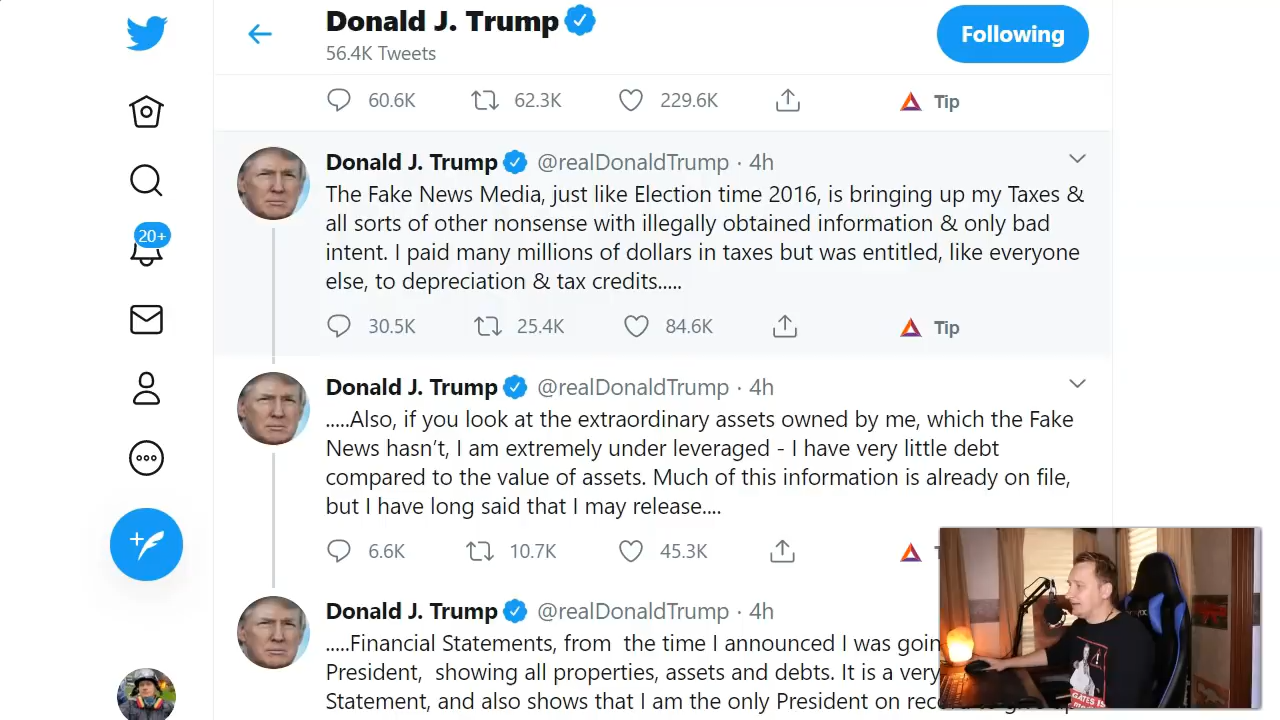 Donald J. Trump
56.4K Tweets
Following
60.6K 62.3K 229.6K Tip
Donald J. Trump @realDonaldTrump · 4h
The Fake News Media, just like Election time 2016, is bringing up my Taxes &
all sorts of other nonsense with illegally obtained information & only bad
intent. I paid many millions of dollars in taxes but was entitled, like everyone
else, to depreciation & tax credits.....
20+
30.5K 25.4K 84.6K Tip
Donald J. Trump @realDonaldTrump · 4h
.....Also, if you look at the extraordinary assets owned by me, which the Fake
News hasn’t, I am extremely under leveraged - I have very little debt
compared to the value of assets. Much of this information is already on file,
but I have long said that I may release....
6.6K 10.7K 45.3K
Donald J. Trump @realDonaldTrump · 4h
.....Financial Statements, from the time I announced I was
President, showing all properties, assets and debts. It is a very
Statement, and also shows that I am the only President on
GATES